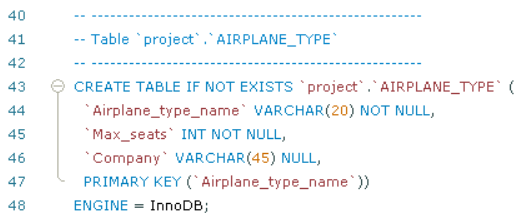 40 -- -----------------------------------------------------
41 -- Table `project`.`AIRPLANE_TYPE`
42 -- -----------------------------------------------------
43 CREATE TABLE IF NOT EXISTS `project`.`AIRPLANE_TYPE` (
44 `Airplane_type_name` VARCHAR(20) NOT NULL,
45 `Max_seats` INT NOT NULL,
46 `Company` VARCHAR(45) NULL,
47 PRIMARY KEY (`Airplane_type_name`))
48 ENGINE = InnoDB;